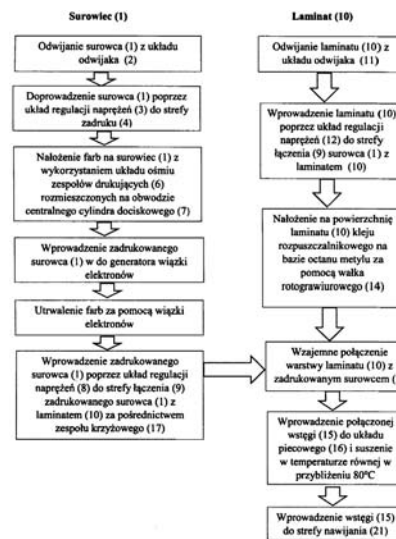 Surowiec (1)
Odwijanie surowca (1) z układu
odwijaka (2)
Doprowadzenie surowca (1) poprzez
układ regulacji naprężeń (3) do strefy
zadruku (4)
Nałożenie farb na surowiec (1) z
wykorzystaniem układu ośmiu
zespołów drukujących (6)
rozmieszczonych na obwodzie
centralnego cylindra dociskowego (7)
Wprowadzenie zadrukowanego
surowca (1) w do generatora wiązki
elektronów
Utrwalenie farb za pomocą wiązki
elektronów
Wprowadzenie zadrukowanego
surowca (1) poprzez układ regulacji
naprężeń (8) do strefy łączenia (9)
zadrukowanego surowca (1) z
laminatem (10) za pośrednictwem
zespołu krzyżowego (17)
Laminat (10)
Odwijanie laminatu (10) z
układu odwijaka (11)
Wprowadzenie laminatu (10)
poprzez układ regulacji
naprężeń (12) do strefy
łączenia (9) surowca (1) z
laminatem (10)
Nałożenie na powierzchnię
laminatu (10) kleju
rozpuszczalnikowego na
bazie octanu metylu za
pomocą wałka
rotograwiurowego (14)
Wzajemne połączenie
warstwy laminatu (10) z
zadrukowanym surowcem (
Wprowadzenie połączonej
wstęgi (15) do układu
piecowego (16) i suszenie
w temperaturze równej w
przybliżeniu 80ºC
Wprowadzenie wstęgi (15)
do strefy nawijania (21)